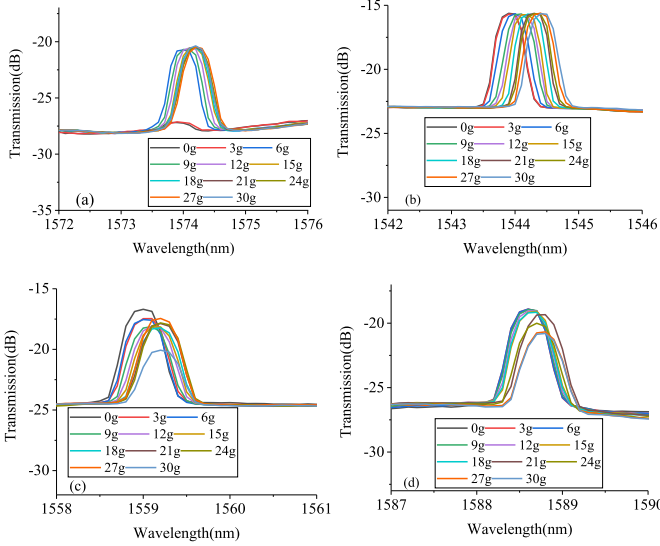 -20
-25
-30
-35
Transmission(dB)
0g 3g 6g
9g 12g 15g
18g 21g 24g
27g 30g
(a)
1572 1573 1574 1575 1576
Wavelength(nm)
-15
-20
-25
-30
Transmission(dB)
0g 3g 6g
9g 12g 15g
18g 21g 24g
27g 30g
(b)
1542 1543 1544 1545 1546
Wavelength(nm)
-15
-20
-25
-30
Transmission(dB)
0g 3g 6g
9g 12g 15g
18g 21g 24g
27g 30g
(c)
1558 1559 1560 1561
Wavelength(nm)
-20
-25
-30
Transmission(dB)
0g 3g 6g
9g 12g 15g
18g 21g 24g
27g 30g
(d)
1587 1588 1589 1590
Wavelength(nm)